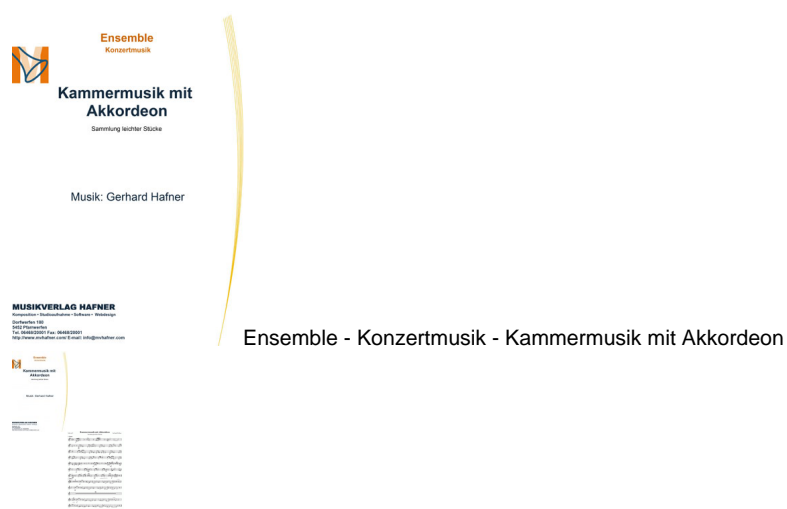 Ensemble
Konzertmusik
Kammermusik mit
Akkordeon
Sammlung leichter Stücke
Musik: Gerhard Hafner
MUSIKVERLAG HAFNER
Komposition • Studioaufnahme • Software • Webdesign
Dorfwerfen 180
5452 Pfarrwerfen
Tel. 06468/20001 Fax: 06468/20001
http://www.mvhafner.com/ E-mail: info@mvhafner.com
Ensemble - Konzertmusik - Kammermusik mit Akkordeon
Ensemble
Kammermusik mit
Akkordeon